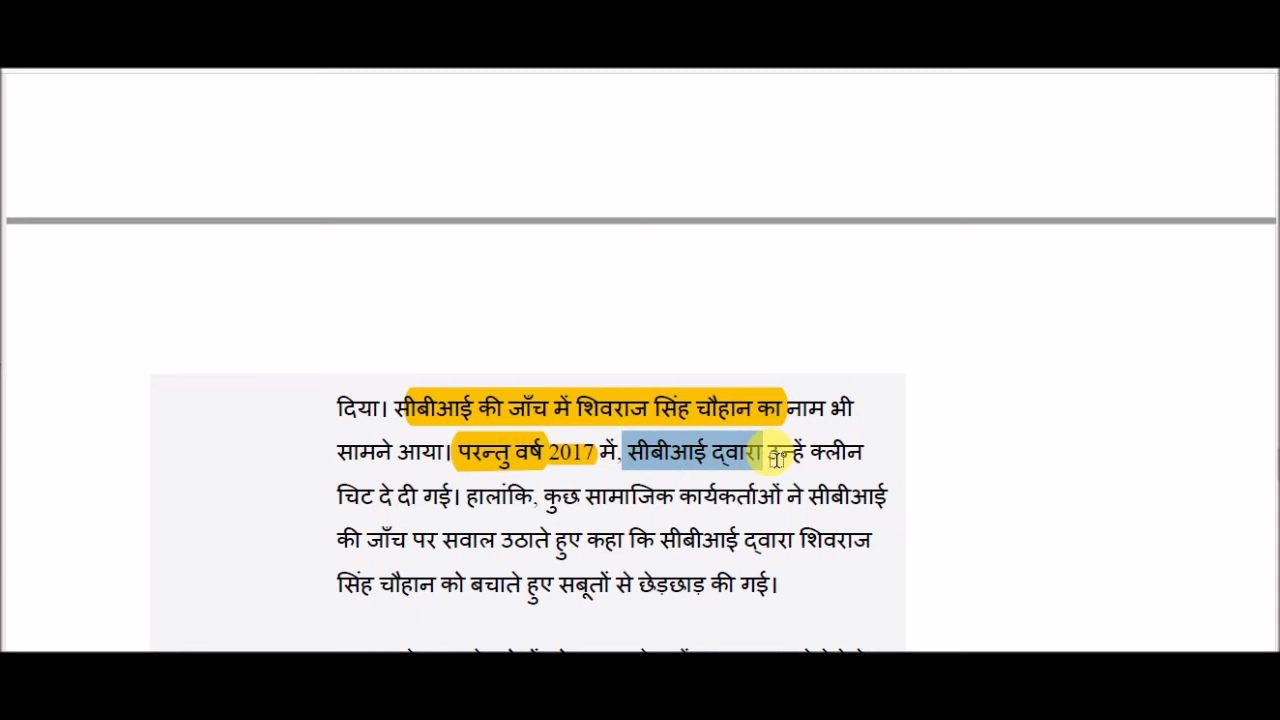 दिया। सीबीआई की जाँच में शिवराज सिंह चौहान का नाम भी
सामने आया। परन्तु वर्ष 2017 में, सीबीआई द्वारा उन्हें क्लीन
चिट दे दी गई। हालांकि, कुछ सामाजिक कार्यकर्ताओं ने सीबीआई
की जाँच पर सवाल उठाते हुए कहा कि सीबीआई द्वारा शिवराज
सिंह चौहान को बचाते हुए सबूतों से छेड़छाड़ की गई।